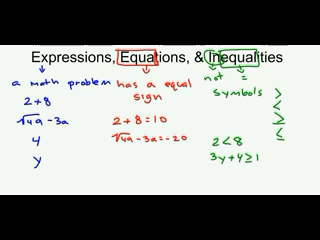 Expressions, Equations, & Inequalities
a math problem
2+8
√4a -3a
4
y
has a equal
sign
2+8=10
√4a -3a=-20
not =
symbols
>
<
≥
≤
2<8
3y+4≥1